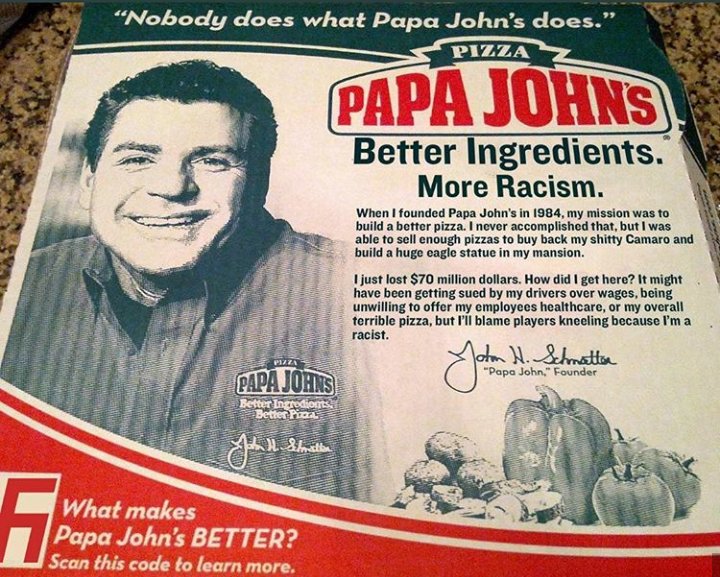 “Nobody does what Papa John’s does.”
PIZZA
PAPA JOHN'S
®
Better Ingredients.
More Racism.
When I founded Papa John’s in 1984, my mission was to
build a better pizza. I never accomplished that, but I was
able to sell enough pizzas to buy back my shitty Camaro and
build a huge eagle statue in my mansion.
I just lost $70 million dollars. How did I get here? It might
have been getting sued by my drivers over wages, being
unwilling to offer my employees healthcare, or my overall
terrible pizza, but I’ll blame players kneeling because I’m a
racist.
John H. Schnatter
“Papa John,” Founder
PIZZA
PAPA JOHNS
Better Ingredients.
Better Pizza.
John H. Schnatter
What makes
Papa John’s BETTER?
Scan this code to learn more.